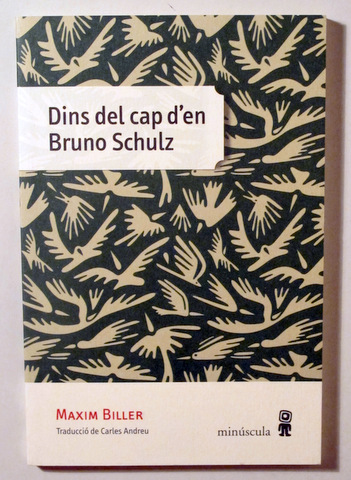 Dins del cap d'en
Bruno Schulz
MAXIM BILLER
Traducció de Carles Andreu
minúscula